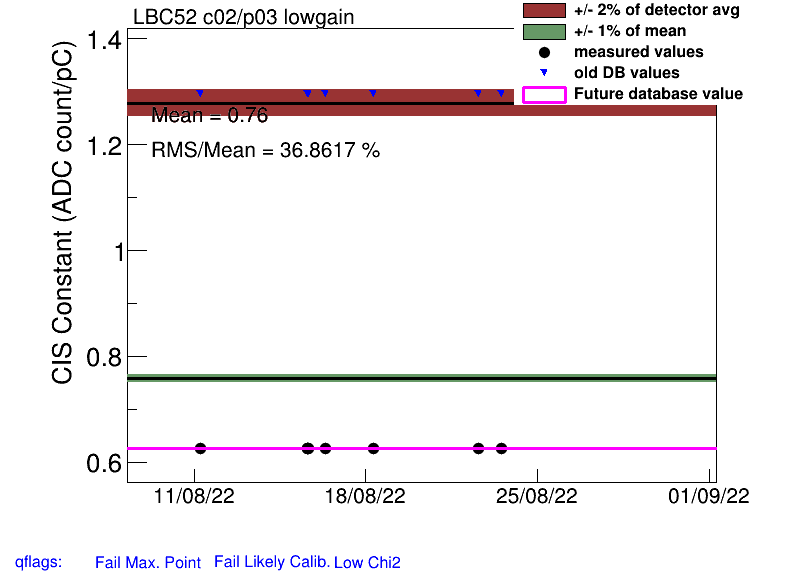 LBC52 c02/p03 lowgain
+/- 2% of detector avg
+/- 1% of mean
measured values
old DB values
Future database value
CIS Constant (ADC count/pC)
1.4
1.2
1
0.8
0.6
Mean = 0.76
RMS/Mean = 36.8617 %
11/08/22 18/08/22 25/08/22 01/09/22
qflags: Fail Max. Point Fail Likely Calib. Low Chi2